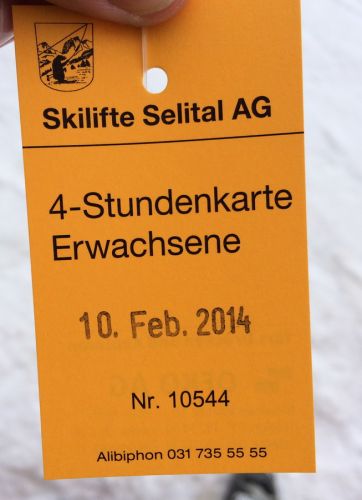 Skilifte Selital AG
4-Stundenkarte
Erwachsene
10. Feb. 2014
Nr. 10544
Alibiphon 031 735 55 55